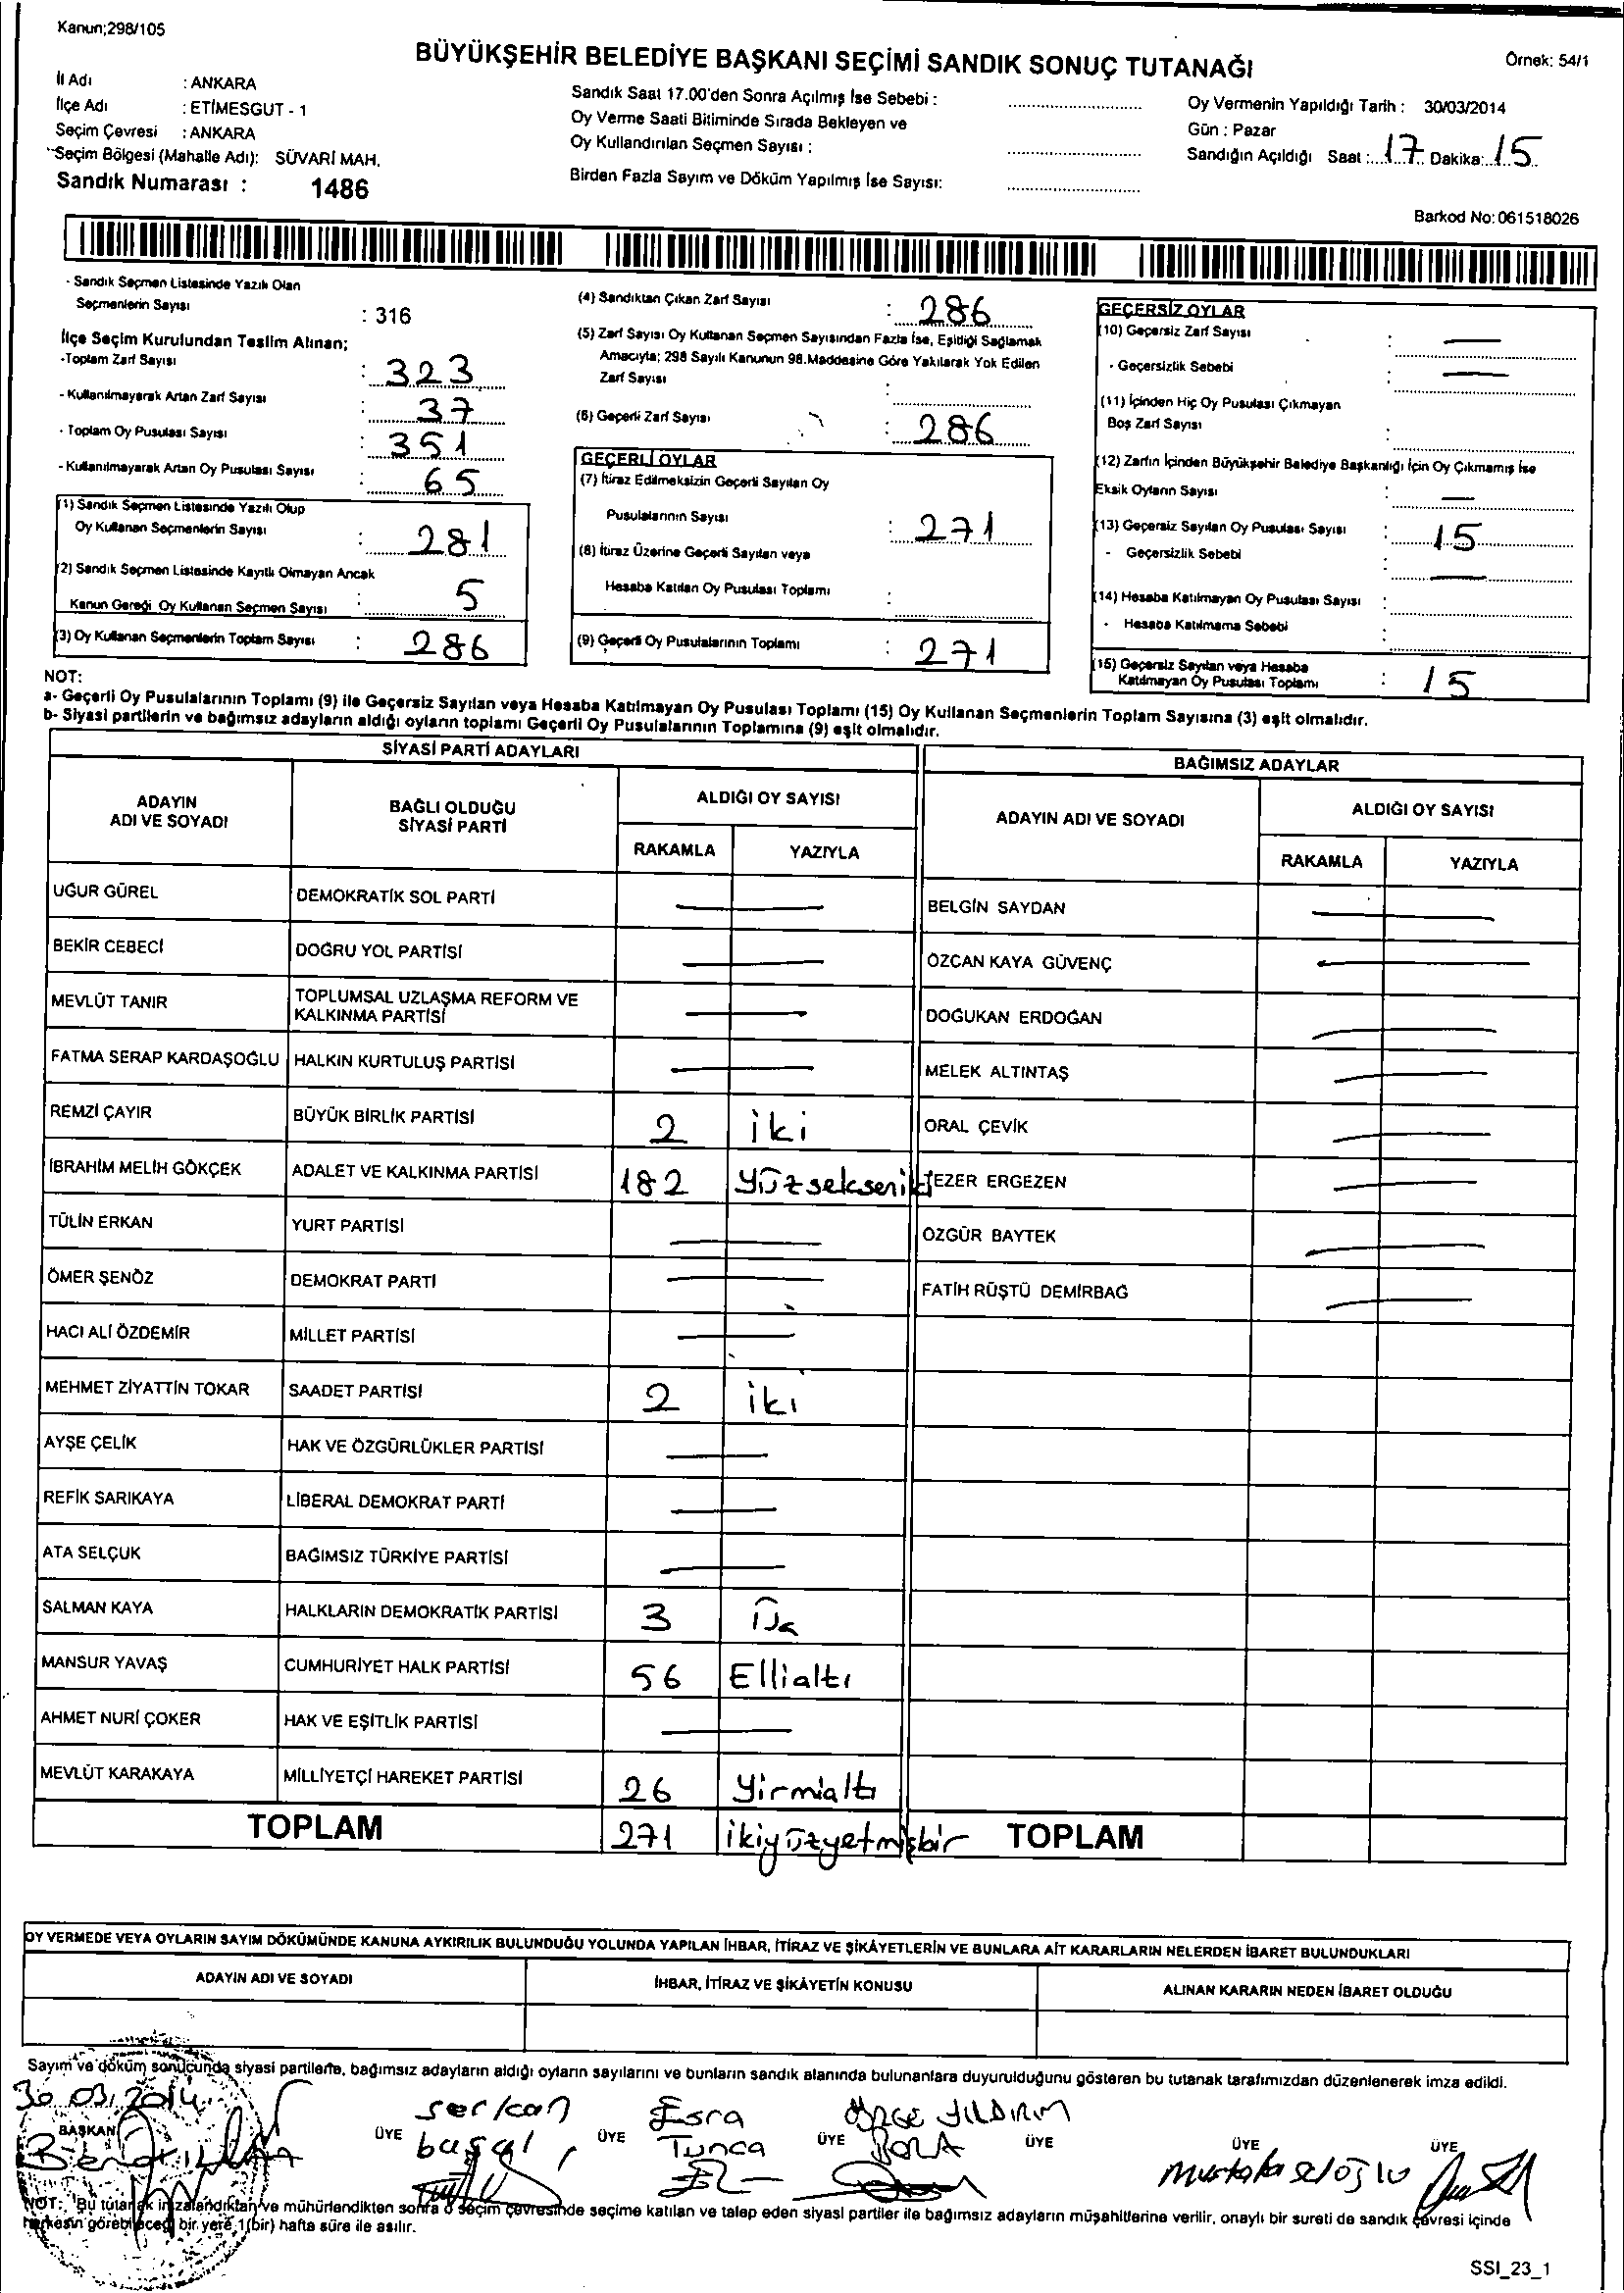 Kanun;298/105
BÜYÜKŞEHİR BELEDİYE BAŞKANI SEÇİMİ SANDIK SONUÇ TUTANAĞI
Örnek: 54/1
İl Adı : ANKARA
İlçe Adı : ETİMESGUT - 1
Seçim Çevresi : ANKARA
Seçim Bölgesi (Mahalle Adı): SÜVARİ MAH.
Sandık Numarası : 1486
Sandık Saat 17.00'den Sonra Açılmış İse Sebebi :
Oy Verme Saati Bitiminde Sırada Bekleyen ve
Oy Kullandırılan Seçmen Sayısı :
Birden Fazla Sayım ve Döküm Yapılmış İse Sayısı:
Oy Vermenin Yapıldığı Tarih : 30/03/2014
Gün : Pazar
Sandığın Açıldığı Saat : 17 Dakika: 15
Barkod No: 061518026
- Sandık Seçmen Listesinde Yazılı Olan
Seçmenlerin Sayısı : 316
İlçe Seçim Kurulundan Teslim Alınan;
-Toplam Zarf Sayısı : 323
- Kullanılmayarak Artan Zarf Sayısı : 37
- Toplam Oy Pusulası Sayısı : 351
- Kullanılmayarak Artan Oy Pusulası Sayısı : 65
(1) Sandık Seçmen Listesinde Yazılı Olup
Oy Kullanan Seçmenlerin Sayısı : 281
(2) Sandık Seçmen Listesinde Kayıtlı Olmayan Ancak
Kanun Gereği Oy Kullanan Seçmen Sayısı : 5
(3) Oy Kullanan Seçmenlerin Toplam Sayısı : 286
(4) Sandıktan Çıkan Zarf Sayısı : 286
(5) Zarf Sayısı Oy Kullanan Seçmen Sayısından Fazla İse, Eşitliği Sağlamak
Amacıyla; 298 Sayılı Kanunun 98.Maddesine Göre Yakılarak Yok Edilen
Zarf Sayısı :
(6) Geçerli Zarf Sayısı : 286
GEÇERLİ OYLAR
(7) İtiraz Edilmeksizin Geçerli Sayılan Oy
Pusulalarının Sayısı : 271
(8) İtiraz Üzerine Geçerli Sayılan veya
Hesaba Katılan Oy Pusulası Toplamı :
(9) Geçerli Oy Pusulalarının Toplamı : 271
GEÇERSİZ OYLAR
(10) Geçersiz Zarf Sayısı : —
- Geçersizlik Sebebi : —
(11) İçinden Hiç Oy Pusulası Çıkmayan
Boş Zarf Sayısı :
(12) Zarfın İçinden Büyükşehir Belediye Başkanlığı İçin Oy Çıkmamış İse
Eksik Oyların Sayısı : —
(13) Geçersiz Sayılan Oy Pusulası Sayısı : 15
- Geçersizlik Sebebi : —
(14) Hesaba Katılmayan Oy Pusulası Sayısı :
- Hesaba Katılmama Sebebi :
(15) Geçersiz Sayılan veya Hesaba
Katılmayan Oy Pusulası Toplamı : 15
NOT:
a- Geçerli Oy Pusulalarının Toplamı (9) ile Geçersiz Sayılan veya Hesaba Katılmayan Oy Pusulası Toplamı (15) Oy Kullanan Seçmenlerin Toplam Sayısına (3) eşit olmalıdır.
b- Siyasi partilerin ve bağımsız adayların aldığı oyların toplamı Geçerli Oy Pusulalarının Toplamına (9) eşit olmalıdır.
SİYASİ PARTİ ADAYLARI
ADAYIN
ADI VE SOYADI
BAĞLI OLDUĞU
SİYASİ PARTİ
ALDIĞI OY SAYISI
RAKAMLA YAZIYLA
UĞUR GÜREL DEMOKRATİK SOL PARTİ —
BEKİR CEBECİ DOĞRU YOL PARTİSİ —
MEVLÜT TANIR TOPLUMSAL UZLAŞMA REFORM VE
KALKINMA PARTİSİ —
FATMA SERAP KARDAŞOĞLU HALKIN KURTULUŞ PARTİSİ —
REMZİ ÇAYIR BÜYÜK BİRLİK PARTİSİ 2 iki
İBRAHİM MELİH GÖKÇEK ADALET VE KALKINMA PARTİSİ 182 Yüzsekseniki
TÜLİN ERKAN YURT PARTİSİ —
ÖMER ŞENÖZ DEMOKRAT PARTİ —
HACI ALİ ÖZDEMİR MİLLET PARTİSİ —
MEHMET ZİYATTİN TOKAR SAADET PARTİSİ 2 iki
AYŞE ÇELİK HAK VE ÖZGÜRLÜKLER PARTİSİ —
REFİK SARIKAYA LİBERAL DEMOKRAT PARTİ —
ATA SELÇUK BAĞIMSIZ TÜRKİYE PARTİSİ —
SALMAN KAYA HALKLARIN DEMOKRATİK PARTİSİ 3 Üç
MANSUR YAVAŞ CUMHURİYET HALK PARTİSİ 56 Ellialtı
AHMET NURİ ÇOKER HAK VE EŞİTLİK PARTİSİ —
MEVLÜT KARAKAYA MİLLİYETÇİ HAREKET PARTİSİ 26 Yirmialtı
TOPLAM 271 ikiyüzyetmişbir
BAĞIMSIZ ADAYLAR
ADAYIN ADI VE SOYADI
ALDIĞI OY SAYISI
RAKAMLA YAZIYLA
BELGİN SAYDAN —
ÖZCAN KAYA GÜVENÇ —
DOĞUKAN ERDOĞAN —
MELEK ALTINTAŞ —
ORAL ÇEVİK —
TEZER ERGEZEN —
ÖZGÜR BAYTEK —
FATİH RÜŞTÜ DEMİRBAĞ —
TOPLAM
OY VERMEDE VEYA OYLARIN SAYIM DÖKÜMÜNDE KANUNA AYKIRILIK BULUNDUĞU YOLUNDA YAPILAN İHBAR, İTİRAZ VE ŞİKÂYETLERİN VE BUNLARA AİT KARARLARIN NELERDEN İBARET BULUNDUKLARI
ADAYIN ADI VE SOYADI İHBAR, İTİRAZ VE ŞİKÂYETİN KONUSU ALINAN KARARIN NEDEN İBARET OLDUĞU
Sayım ve döküm sonucunda siyasi partilerle, bağımsız adayların aldığı oyların sayılarını ve bunların sandık alanında bulunanlara duyurulduğunu gösteren bu tutanak tarafımızdan düzenlenerek imza edildi.
30.03.2014
BAŞKAN
ÜYE serkan
başal
ÜYE Esra
Tunca
ÜYE YILDIRIM
BORA
ÜYE
ÜYE
ÜYE
NOT: Bu tutanak imzalandıktan ve mühürlendikten sonra o seçim çevresinde seçime katılan ve talep eden siyasi partiler ile bağımsız adayların müşahitlerine verilir, onaylı bir sureti de sandık çevresi içinde
herkesin görebileceği bir yere 1(bir) hafta süre ile asılır.
SSI_23_1